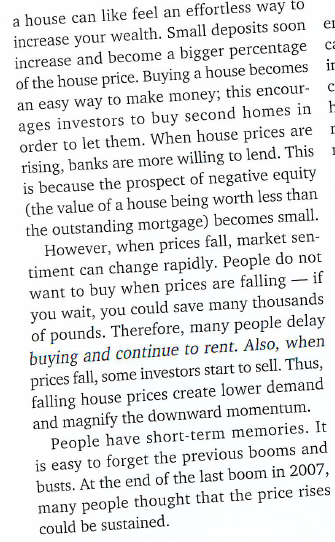 a house can like feel an effortless way to
increase your wealth. Small deposits soon
increase and become a bigger percentage
of the house price. Buying a house becomes
an easy way to make money; this encour-
ages investors to buy second homes in
order to let them. When house prices are
rising, banks are more willing to lend. This
is because the prospect of negative equity
(the value of a house being worth less than
the outstanding mortgage) becomes small.
However, when prices fall, market sen-
timent can change rapidly. People do not
want to buy when prices are falling — if
you wait, you could save many thousands
of pounds. Therefore, many people delay
buying and continue to rent. Also, when
prices fall, some investors start to sell. Thus,
falling house prices create lower demand
and magnify the downward momentum.
People have short-term memories. It
is easy to forget the previous booms and
busts. At the end of the last boom in 2007,
many people thought that the price rises
could be sustained.